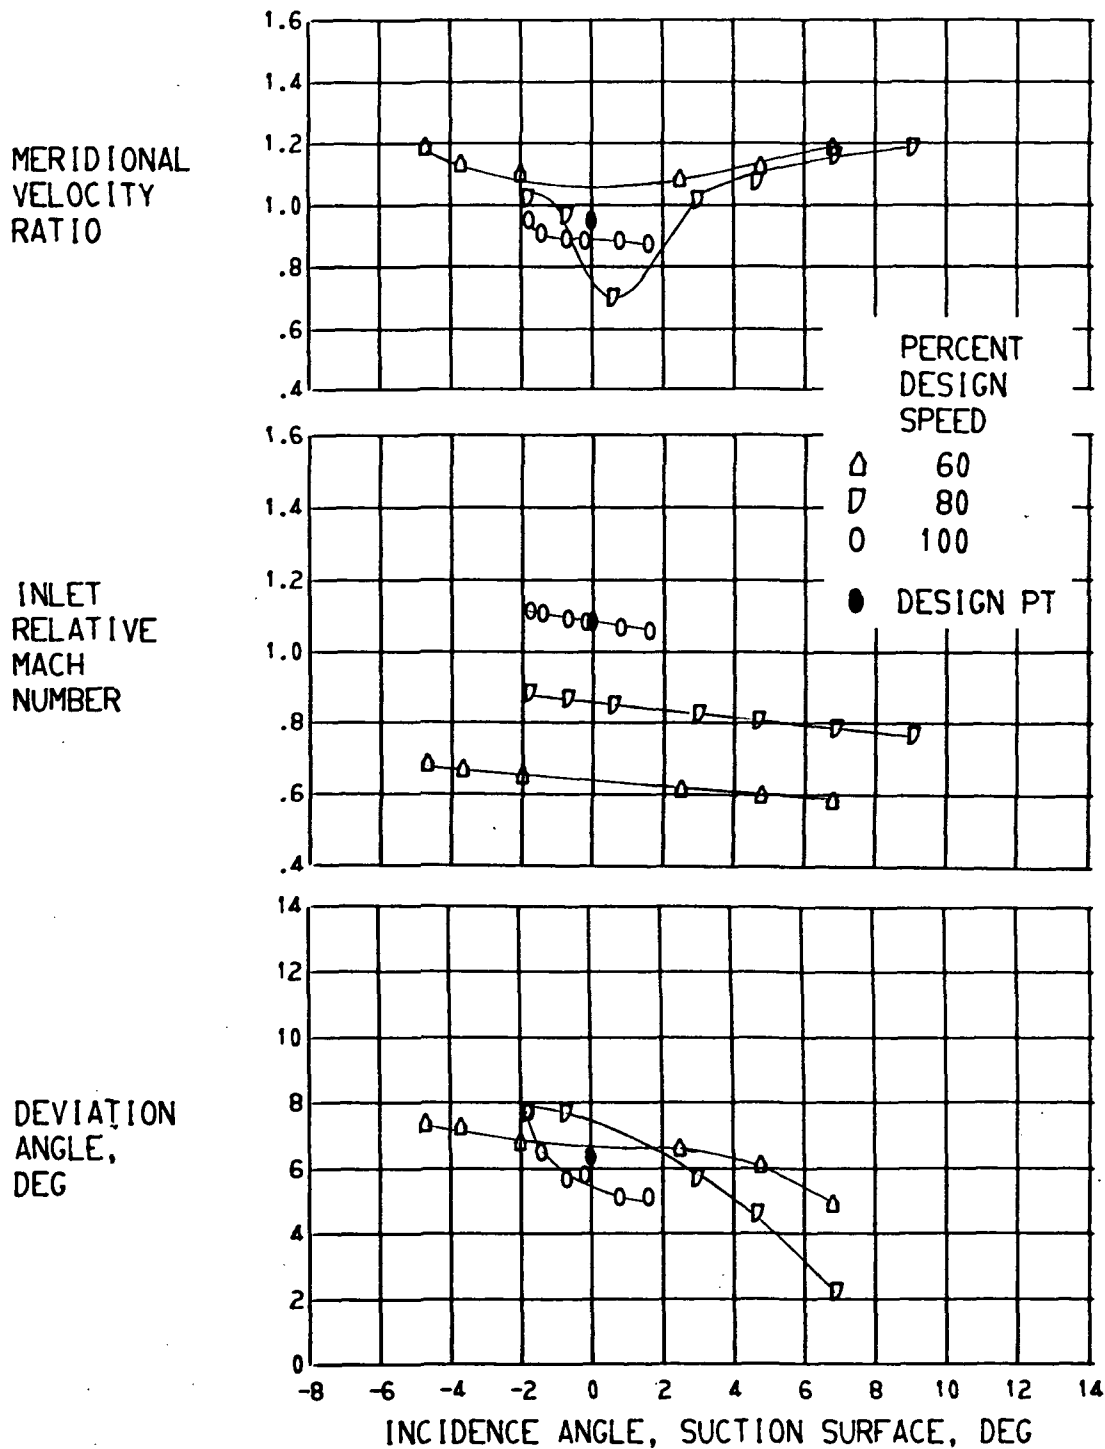 1.6
1.4
1.2
1.0
.8
.6
.4
MERIDIONAL
VELOCITY
RATIO
PERCENT
DESIGN
SPEED
60
80
100
DESIGN PT
1.6
1.4
1.2
1.0
.8
.6
.4
INLET
RELATIVE
MACH
NUMBER
14
12
10
8
6
4
2
0
DEVIATION
ANGLE,
DEG
-8 -6 -4 -2 0 2 4 6 8 10 12 14
INCIDENCE ANGLE, SUCTION SURFACE, DEG